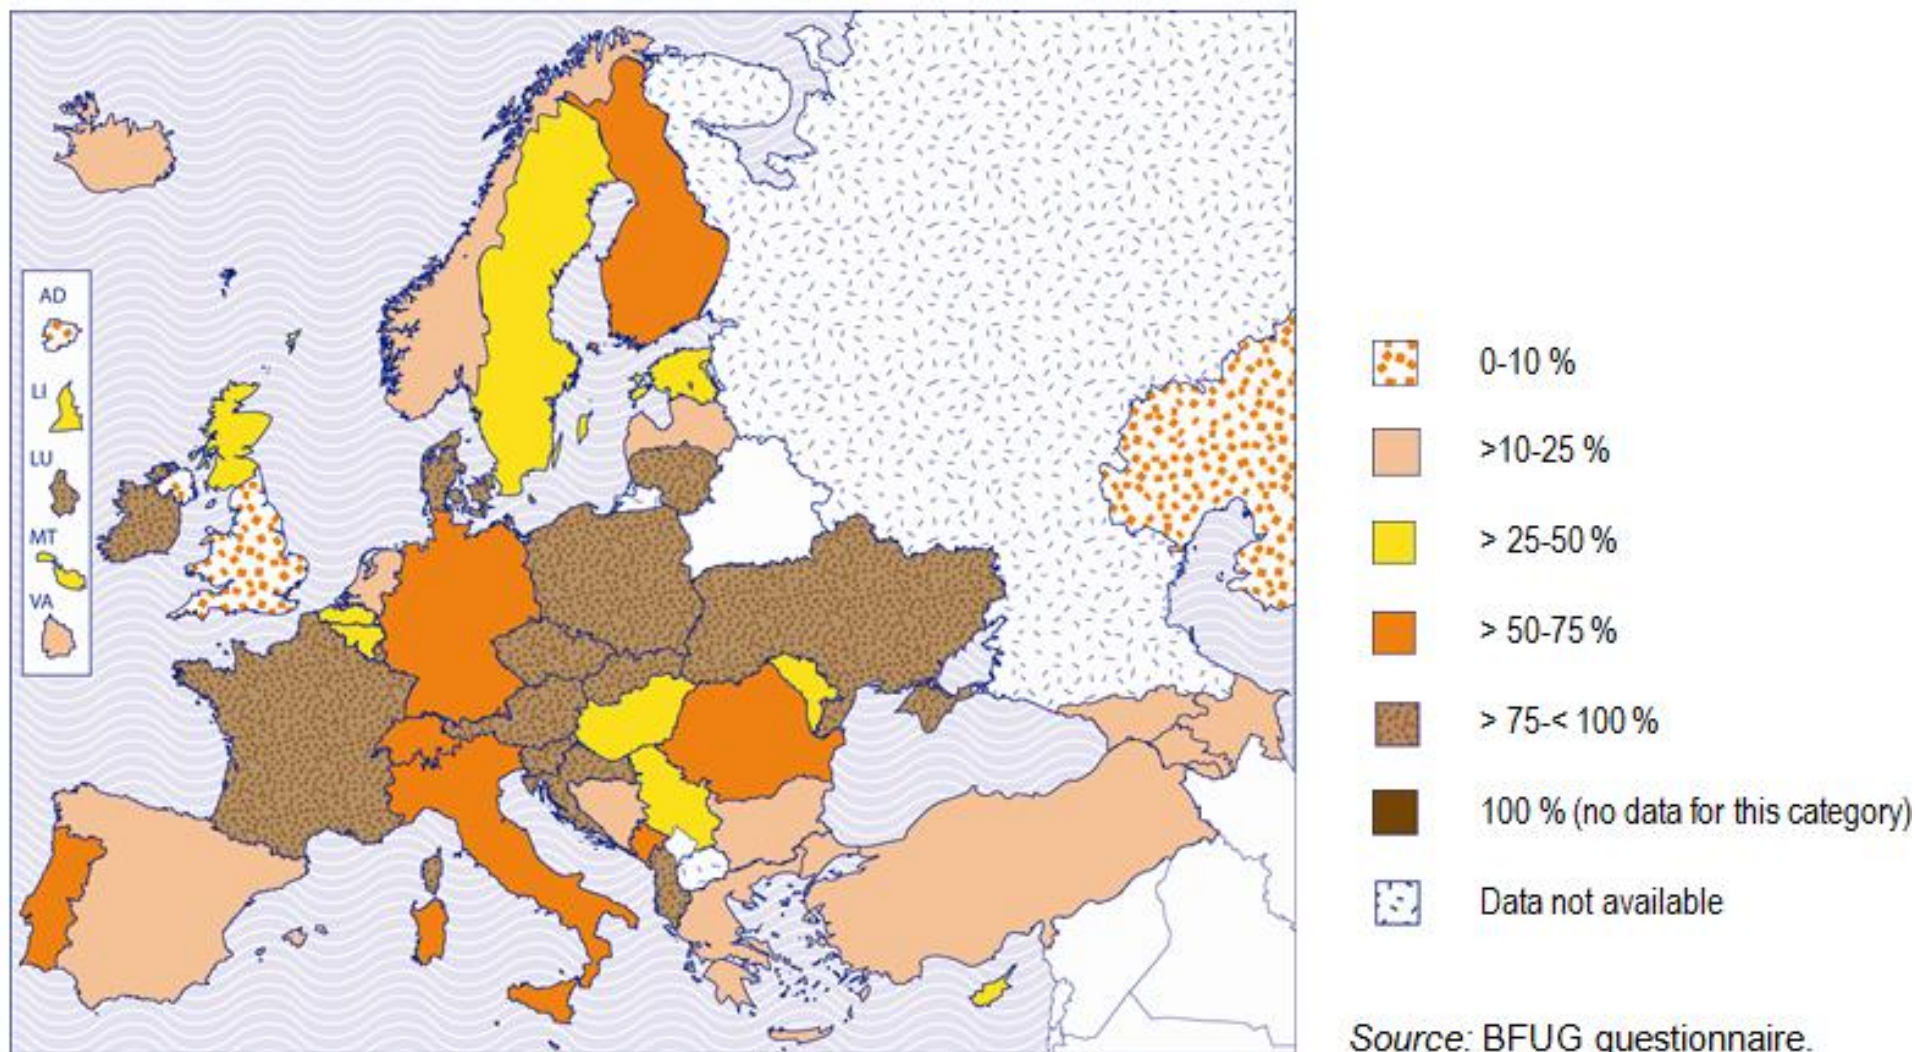 AD
LI
LU
MT
VA
0-10 %
>10-25 %
> 25-50 %
> 50-75 %
> 75-< 100 %
100 % (no data for this category)
Data not available
Source: BFUG questionnaire.